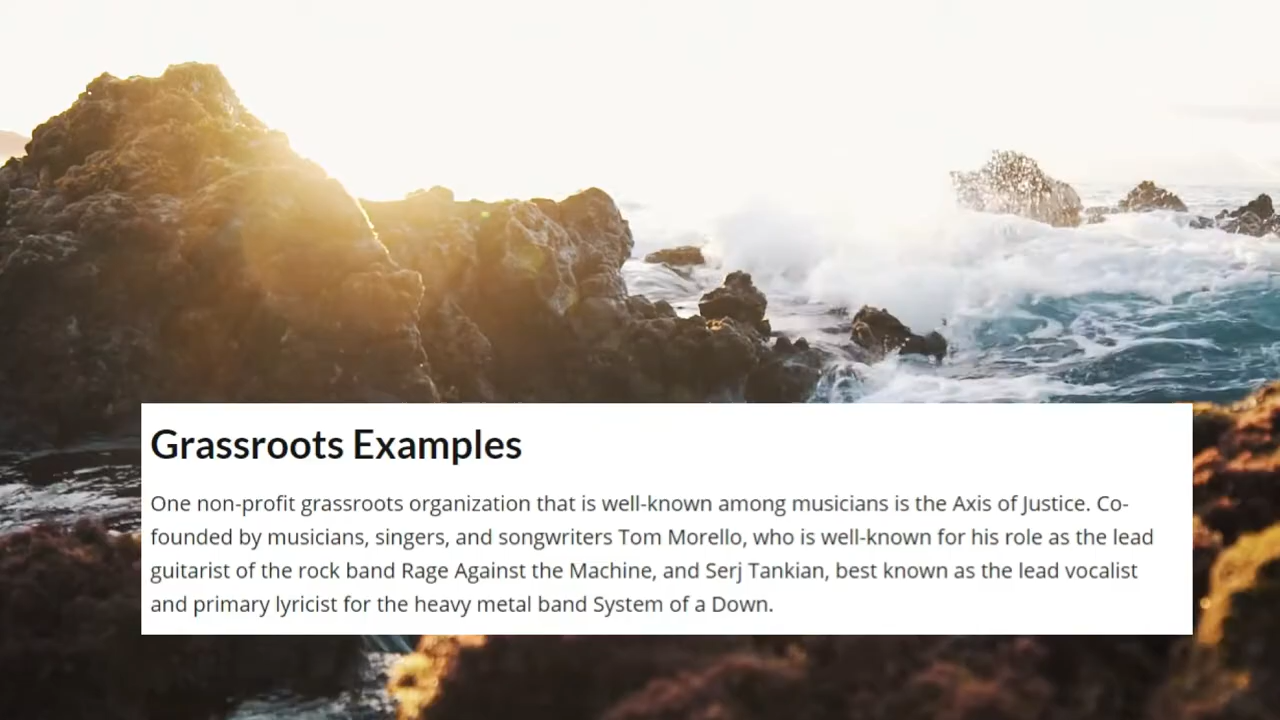 Grassroots Examples
One non-profit grassroots organization that is well-known among musicians is the Axis of Justice. Co-
founded by musicians, singers, and songwriters Tom Morello, who is well-known for his role as the lead
guitarist of the rock band Rage Against the Machine, and Serj Tankian, best known as the lead vocalist
and primary lyricist for the heavy metal band System of a Down.